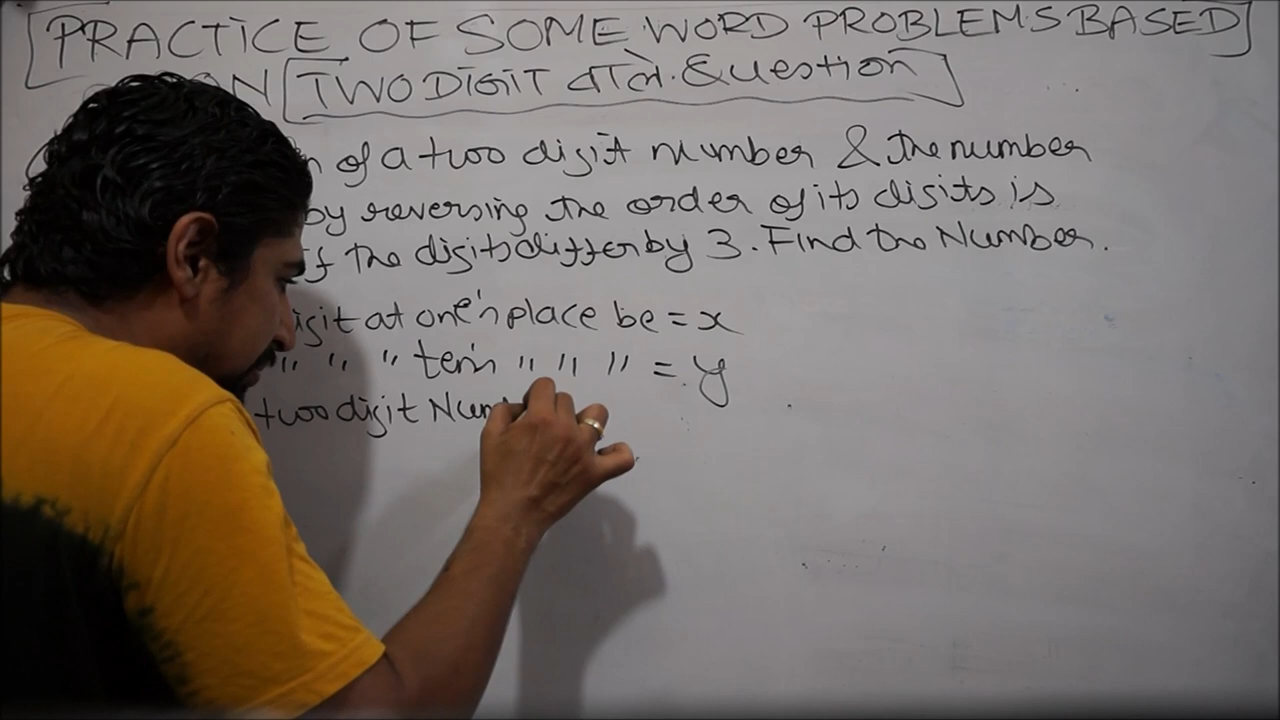 PRACTICE OF SOME WORD PROBLEMS BASED
ON TWO DIGIT वाले. Question
of a two digit number & the number
by reversing the order of its digits is
If the digits differ by 3. Find the Number.
digit at one's place be = x
" " " ten's " " " = y
two digit